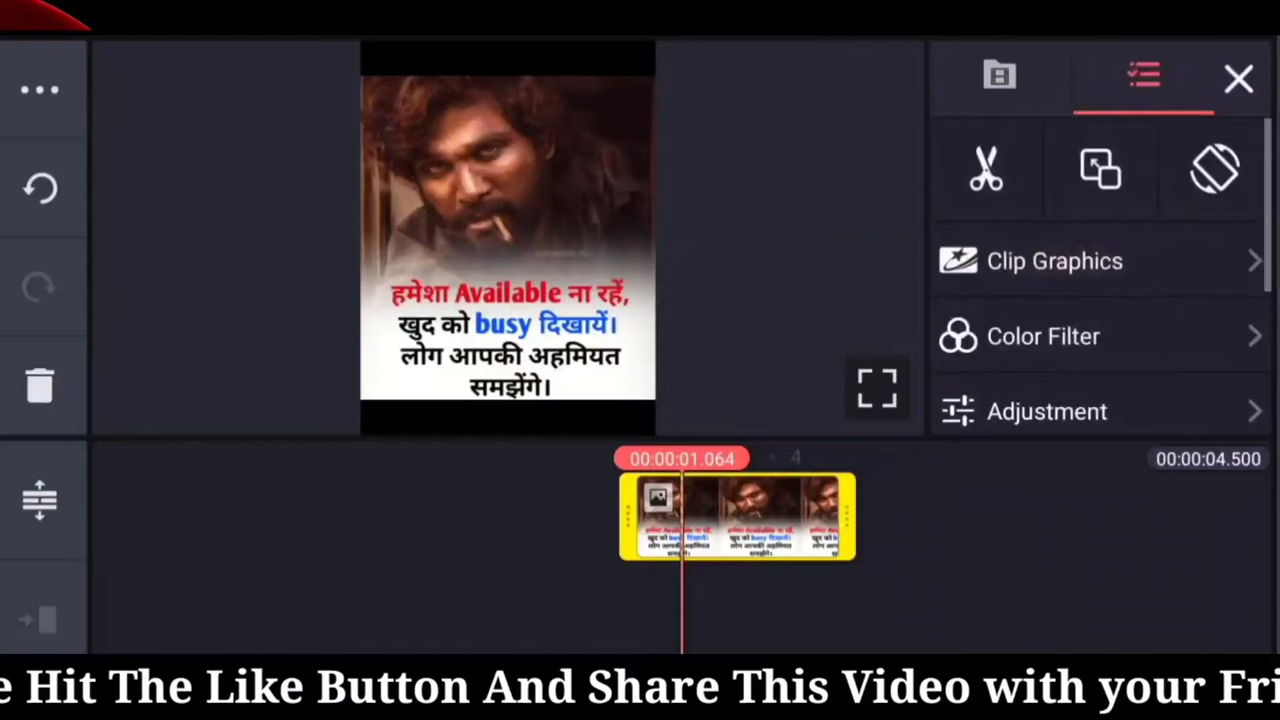 हमेशा Available ना रहें,
खुद को busy दिखायें।
लोग आपकी अहमियत
समझेंगे।
Clip Graphics
Color Filter
Adjustment
00:00:01.064
4
00:00:04.500
e Hit The Like Button And Share This Video with your Fri